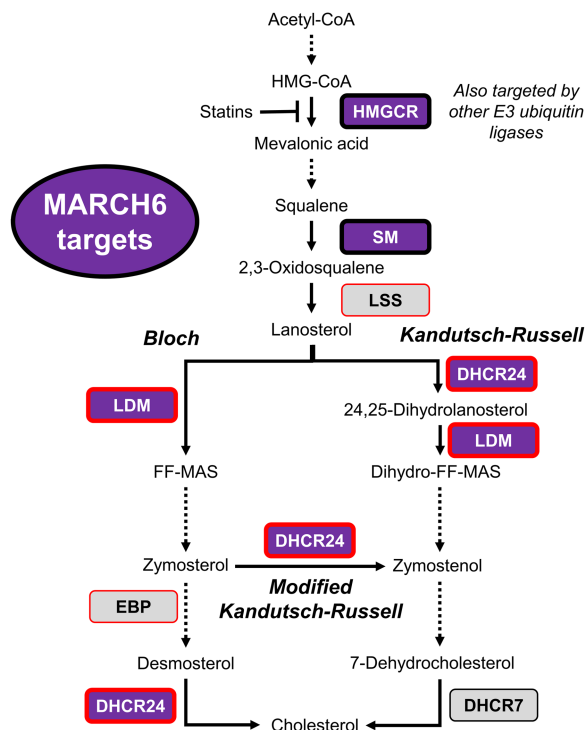 Acetyl-CoA
HMG-CoA
Statins
HMGCR
Also targeted by
other E3 ubiquitin
ligases
Mevalonic acid
MARCH6
targets
Squalene
SM
2,3-Oxidosqualene
LSS
Lanosterol
Bloch
Kandutsch-Russell
DHCR24
LDM
24,25-Dihydrolanosterol
LDM
FF-MAS
Dihydro-FF-MAS
DHCR24
Zymosterol
Zymostenol
Modified
Kandutsch-Russell
EBP
Desmosterol
7-Dehydrocholesterol
DHCR24
DHCR7
Cholesterol